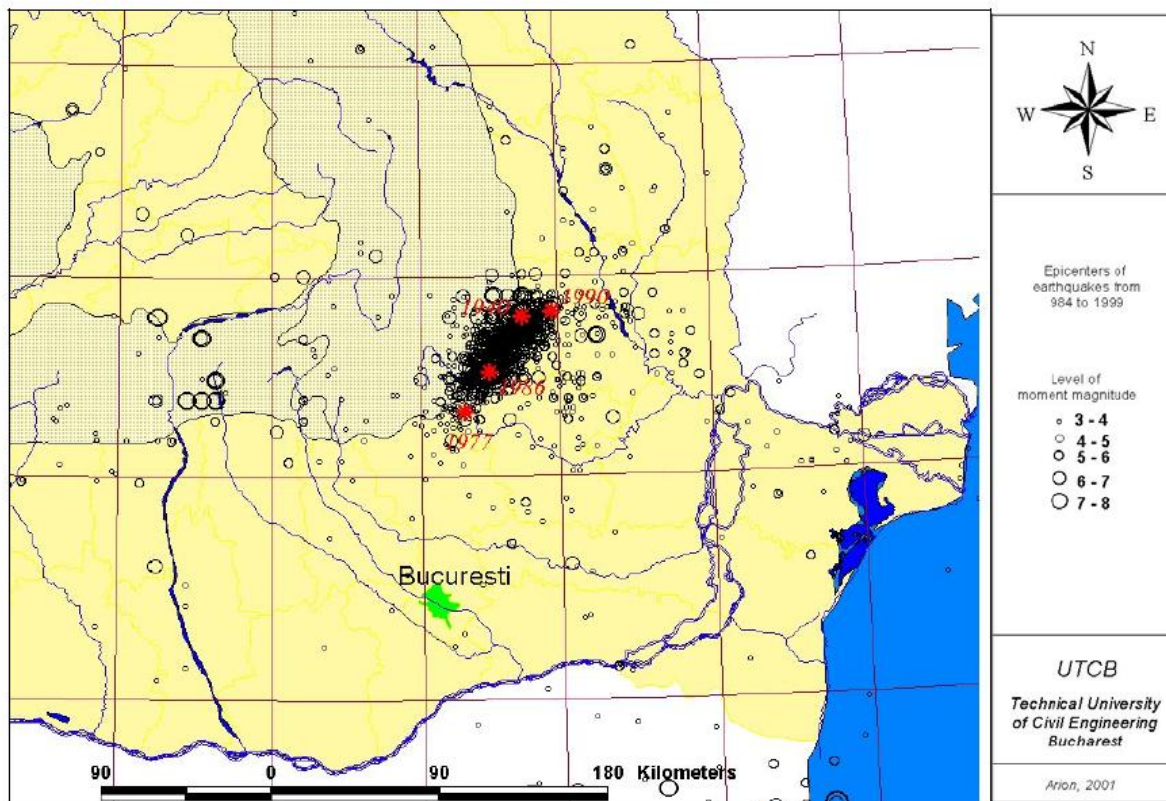 N
W E
S
Epicenters of
earthquakes from
984 to 1999
Level of
moment magnitude
3 - 4
4 - 5
5 - 6
6 - 7
7 - 8
1990
1986
1977
Bucuresti
90 0 90 180 Kilometers
UTCB
Technical University
of Civil Engineering
Bucharest
Arion, 2001